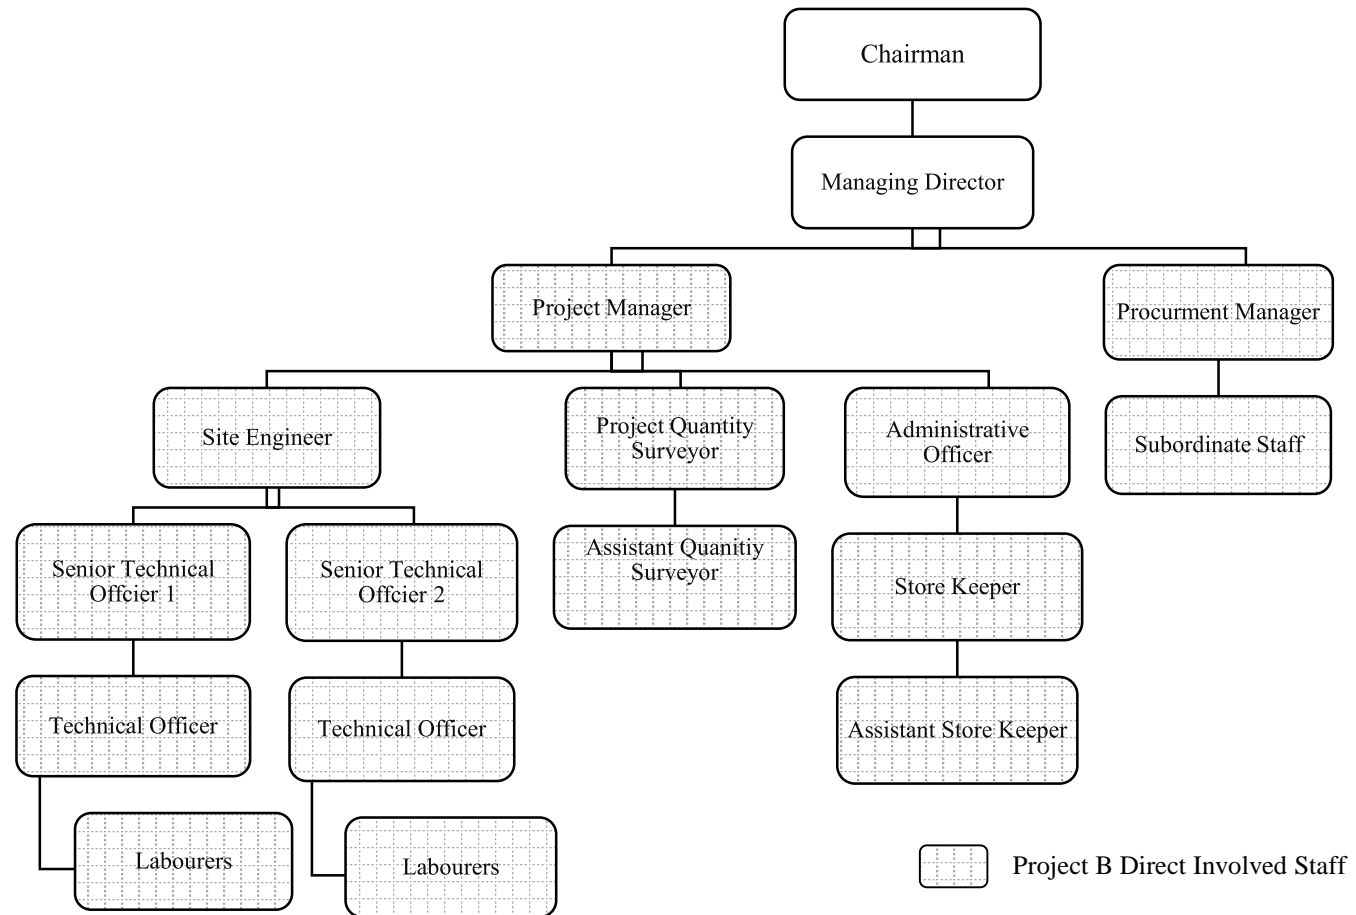 Chairman
Managing Director
Project Manager
Procurment Manager
Site Engineer
Project Quantity
Surveyor
Administrative
Officer
Subordinate Staff
Senior Technical
Offcier 1
Senior Technical
Offcier 2
Assistant Quanitiy
Surveyor
Store Keeper
Technical Officer
Technical Officer
Assistant Store Keeper
Labourers
Labourers
Project B Direct Involved Staff